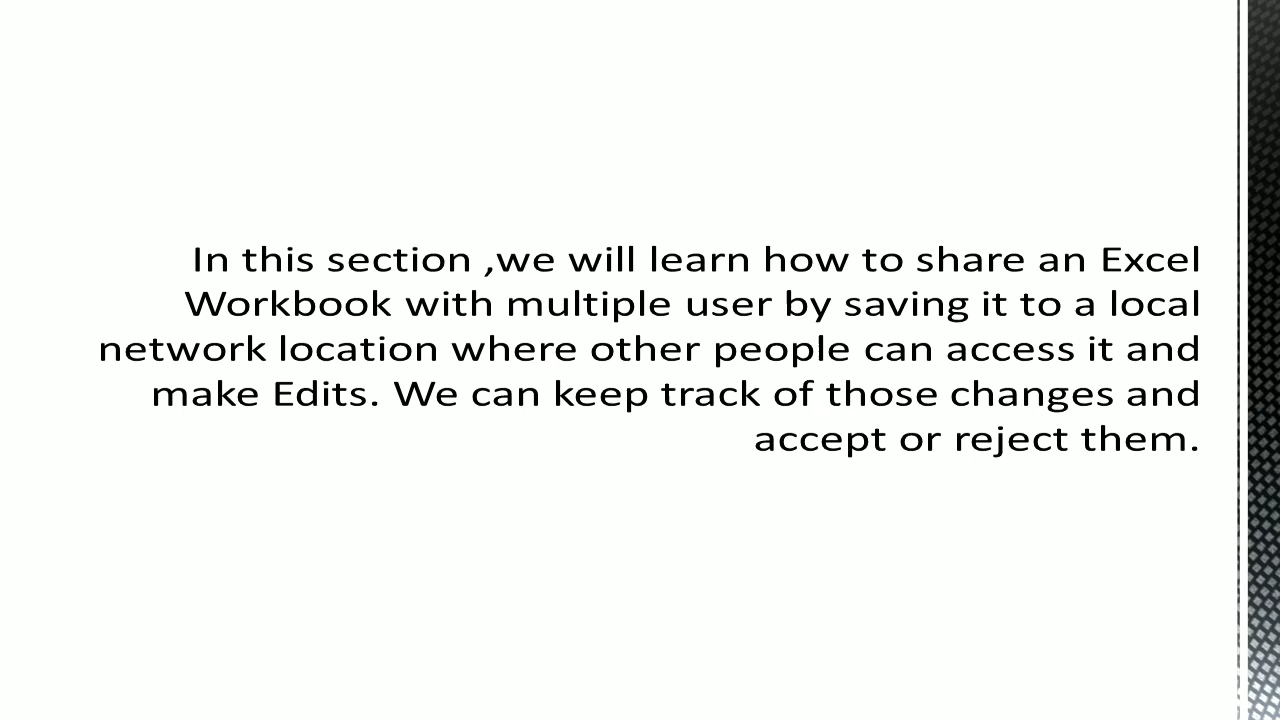 In this section ,we will learn how to share an Excel
Workbook with multiple user by saving it to a local
network location where other people can access it and
make Edits. We can keep track of those changes and
accept or reject them.